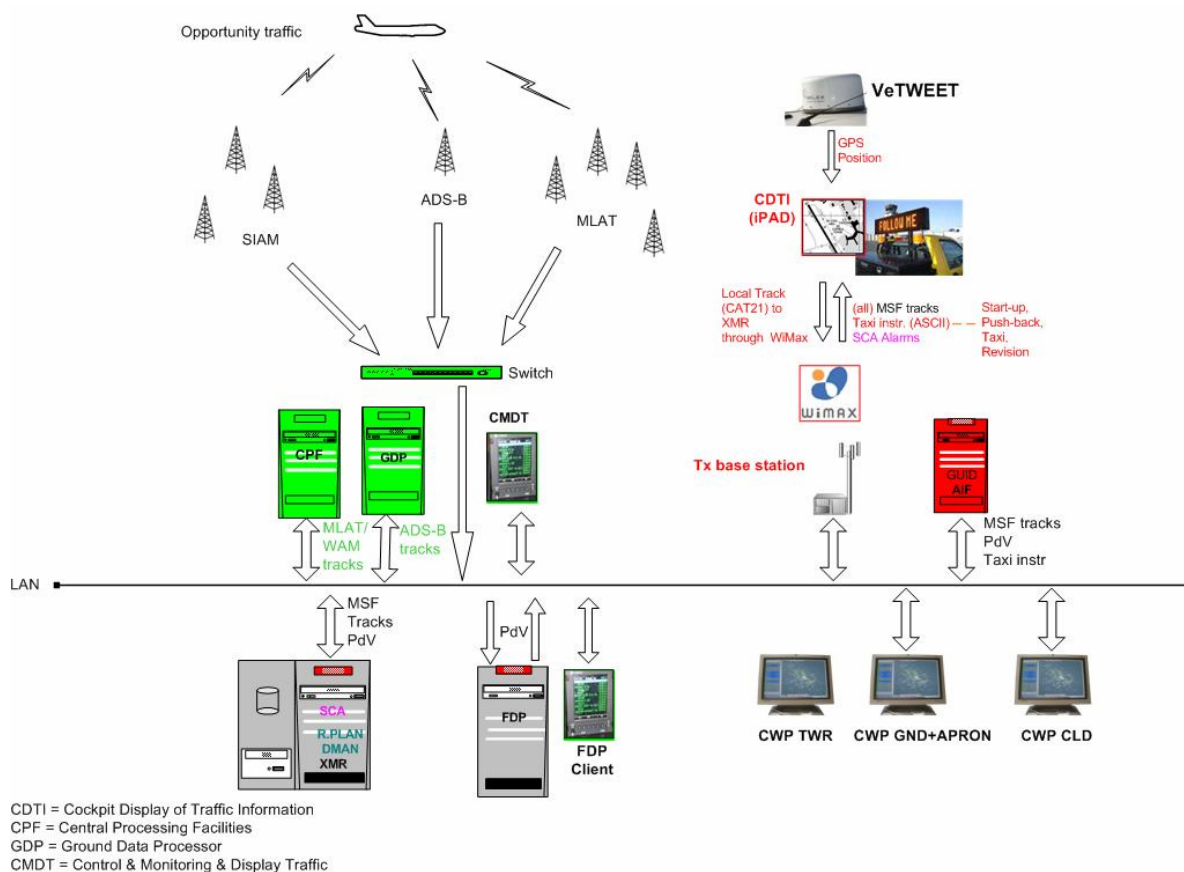 Opportunity traffic
VeTWEET
GPS
Position
ADS-B
MLAT
SIAM
CDTI
(iPAD)
FOLLOW ME
Local Track
(CAT21) to
XMR
through WiMax
(all) MSF tracks
Taxi instr. (ASCII)
SCA Alarms
Start-up,
Push-back,
Taxi,
Revision
Switch
WiMAX
CMDT
CPF
GDP
Tx base station
GUID
AIF
MLAT/
WAM
tracks
ADS-B
tracks
MSF tracks
PdV
Taxi instr
LAN
MSF
Tracks
PdV
PdV
SCA
R.PLAN
DMAN
XMR
FDP
FDP
Client
CWP TWR
CWP GND+APRON
CWP CLD
CDTI = Cockpit Display of Traffic Information
CPF = Central Processing Facilities
GDP = Ground Data Processor
CMDT = Control & Monitoring & Display Traffic